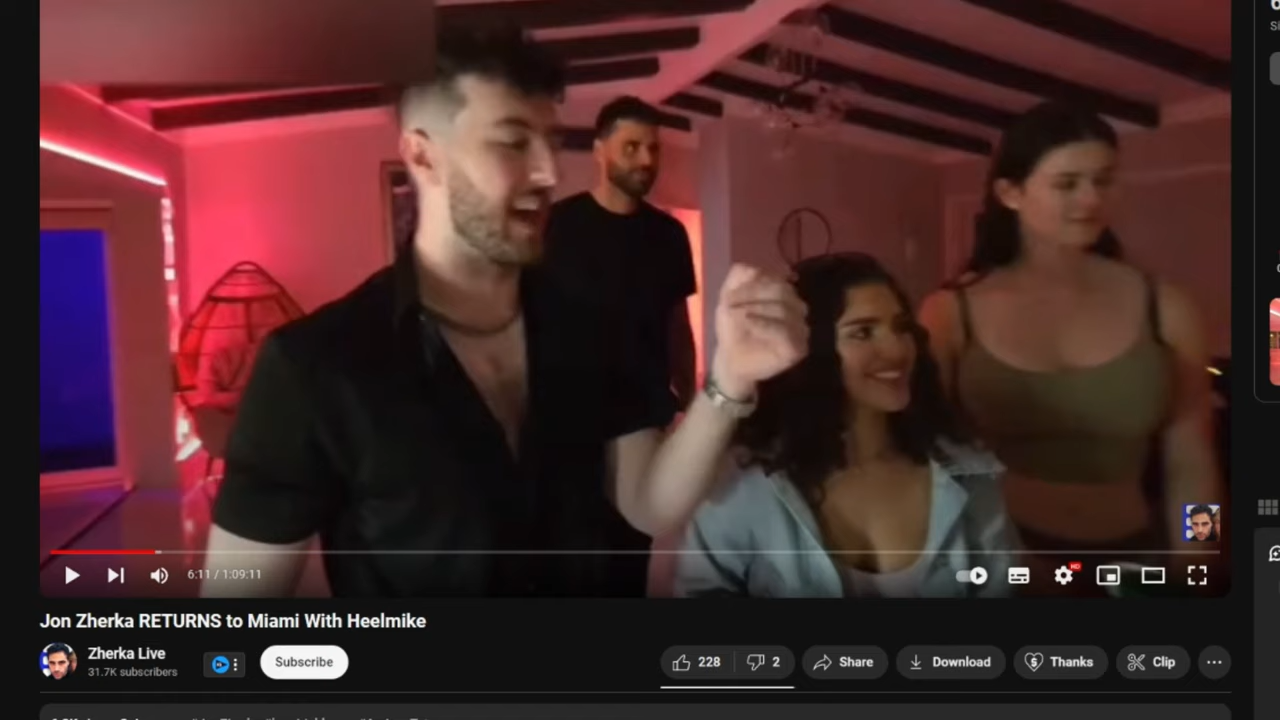 6:11 / 1:09:11
HD
Jon Zherka RETURNS to Miami With Heelmike
Zherka Live
31.7K subscribers
Subscribe
228
2
Share
Download
Thanks
Clip